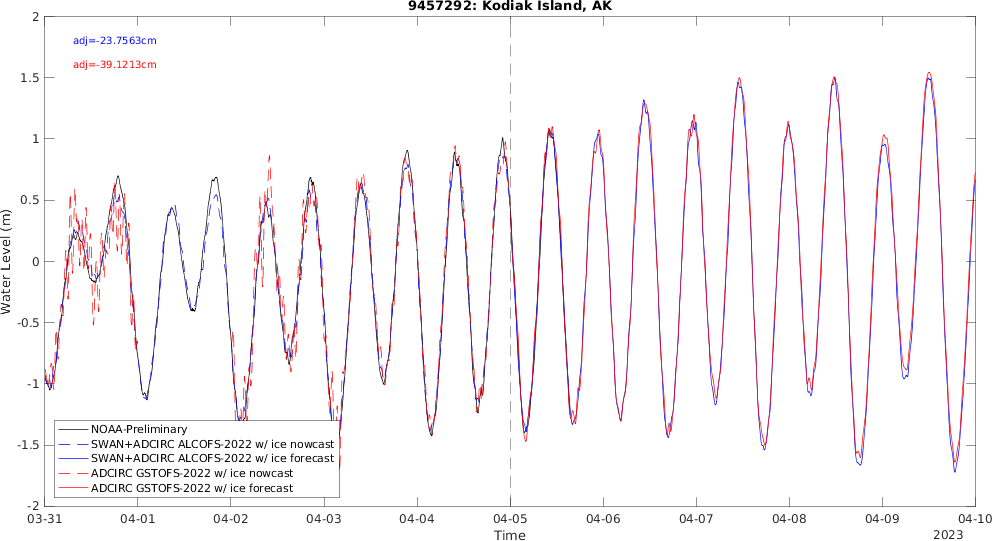 9457292: Kodiak Island, AK
2
1.5
1
0.5
0
-0.5
-1
-1.5
-2
Water Level (m)
adj=-23.7563cm
adj=-39.1213cm
NOAA-Preliminary
SWAN+ADCIRC ALCOFS-2022 w/ ice nowcast
SWAN+ADCIRC ALCOFS-2022 w/ ice forecast
ADCIRC GSTOFS-2022 w/ ice nowcast
ADCIRC GSTOFS-2022 w/ ice forecast
03-31 04-01 04-02 04-03 04-04 04-05 04-06 04-07 04-08 04-09 04-10
Time
2023